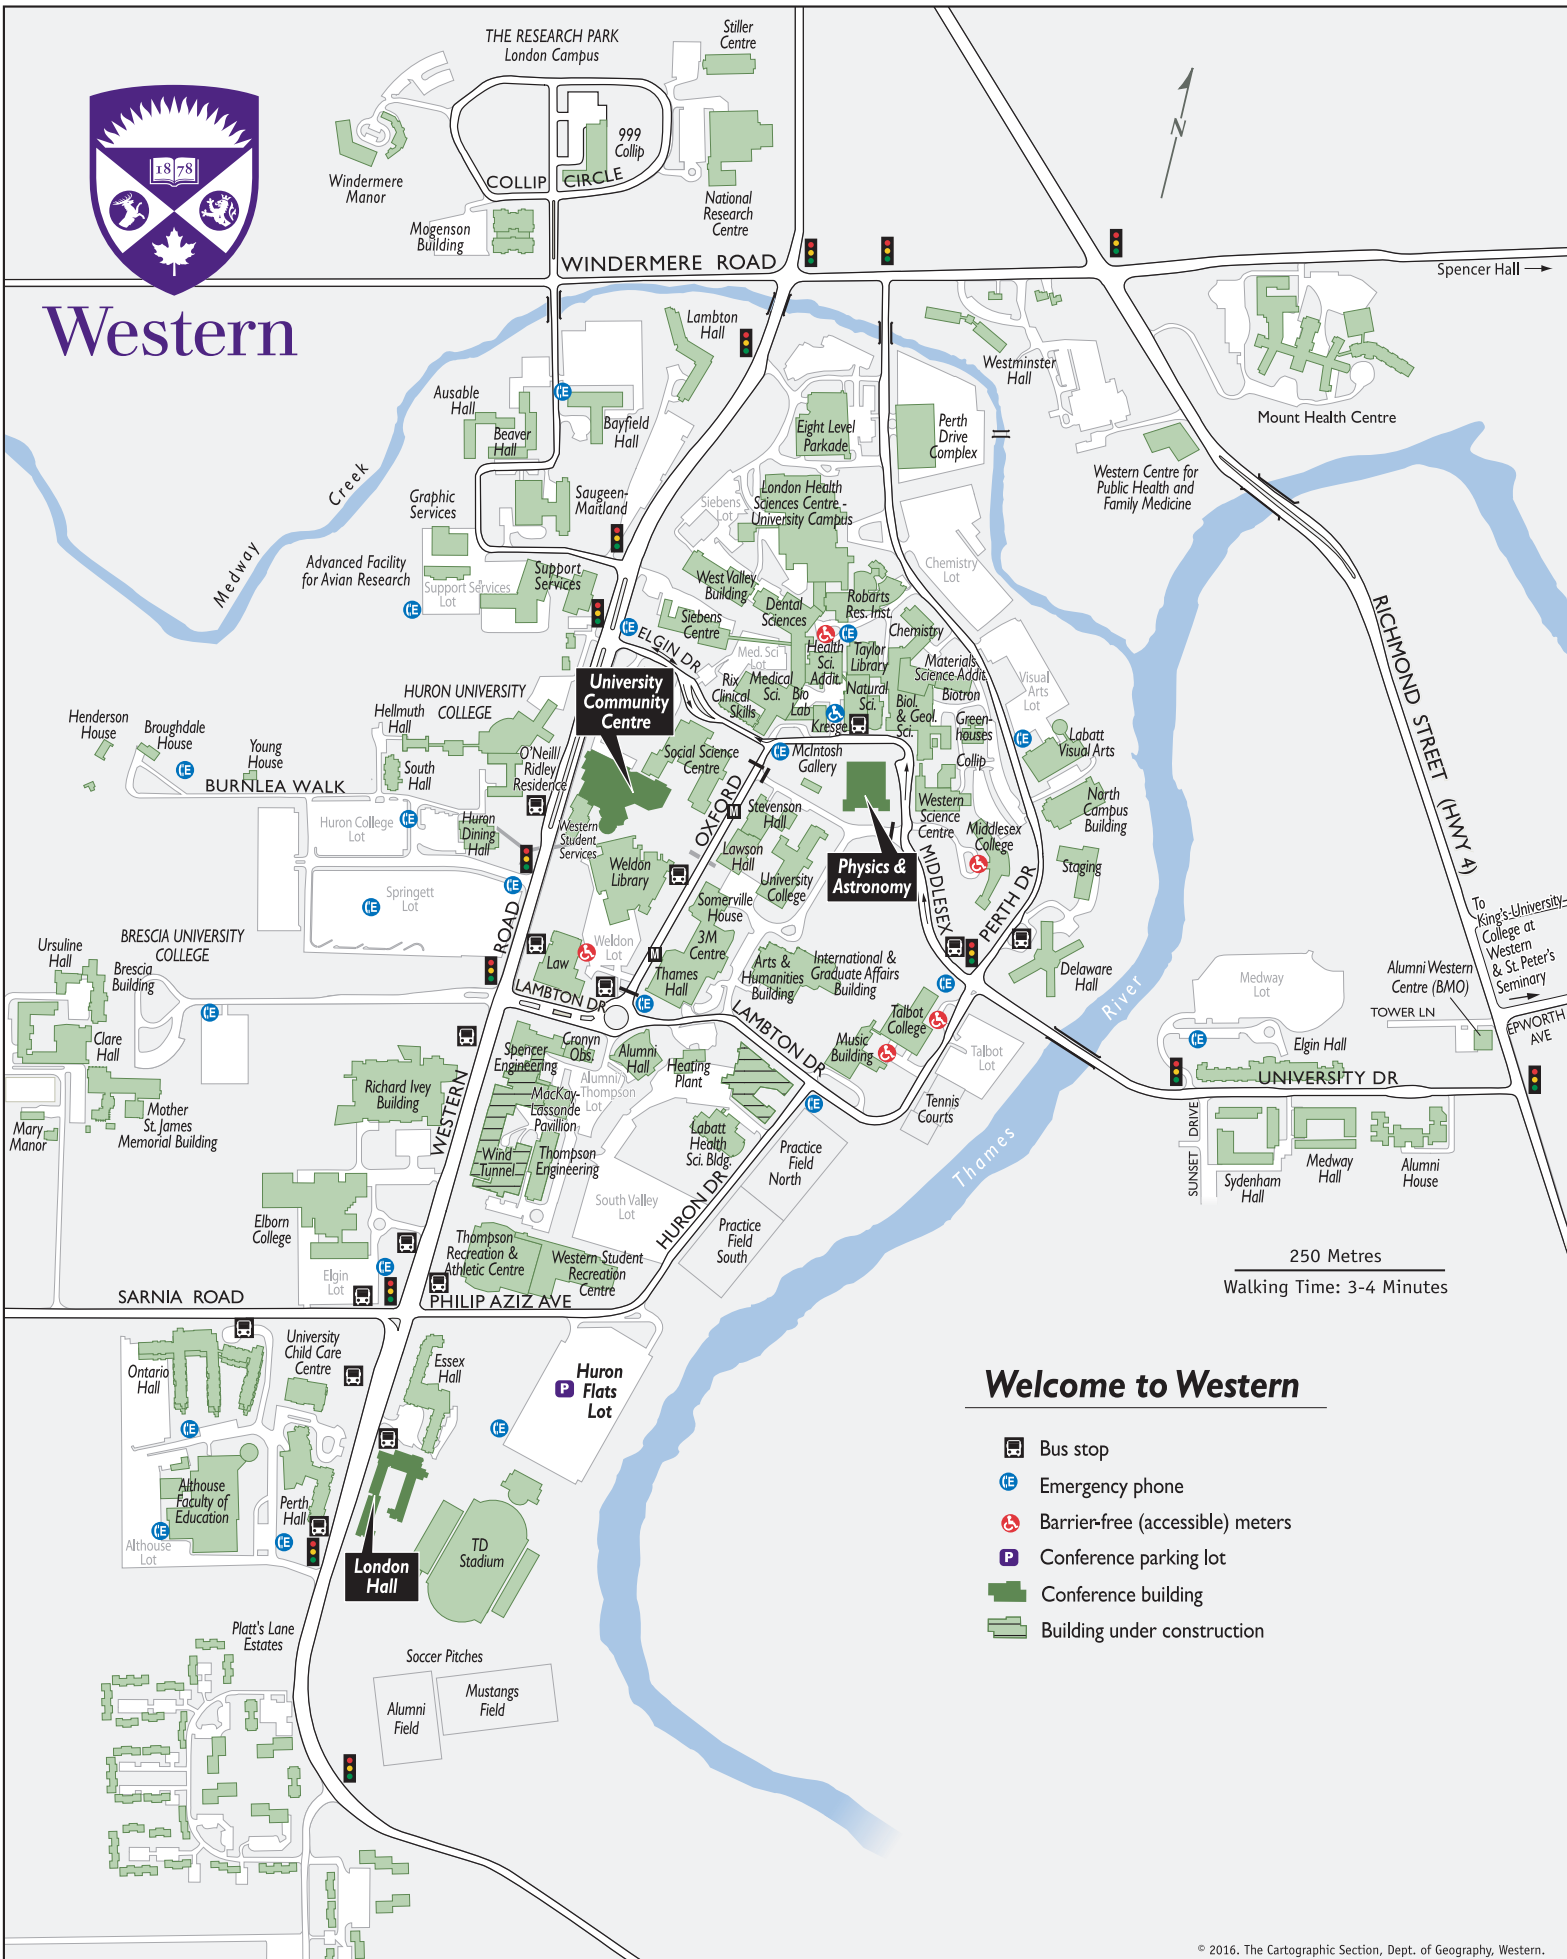 THE RESEARCH PARK
London Campus
Stiller
Centre
999
Collip
Windermere
Manor
COLLIP CIRCLE
National
Research
Centre
Mogenson
Building
1878
Western
N
WINDERMERE ROAD
Spencer Hall
Lambton
Hall
Westminster
Hall
Mount Health Centre
Ausable
Hall
Beaver
Hall
Bayfield
Hall
Eight Level
Parkade
Perth
Drive
Complex
Western Centre for
Public Health and
Family Medicine
Medway Creek
Graphic
Services
Saugeen-
Maitland
Siebens
Lot
London Health
Sciences Centre -
University Campus
Chemistry
Lot
Advanced Facility
for Avian Research
Support Services
Lot
Support
Services
West Valley
Building
Dental
Sciences
Robarts
Res. Inst.
Siebens
Centre
Chemistry
ELGIN DR
Med. Sci
Lot
Health
Sci.
Addit.
Taylor
Library
Materials
Science Addit.
Visual
Arts
Lot
RICHMOND STREET (HWY 4)
University
Community
Centre
Rix
Clinical
Skills
Medical
Sci.
Bio
Lab
Natural
Sci.
Biotron
Kresge
Biol.
& Geol.
Sci.
Green-
houses
Labatt
Visual Arts
HURON UNIVERSITY
COLLEGE
Hellmuth
Hall
Henderson
House
Broughdale
House
Young
House
BURNLEA WALK
South
Hall
O'Neill/
Ridley
Residence
Social Science
Centre
McIntosh
Gallery
Collip
OXFORD
M
Stevenson
Hall
Western
Science
Centre
North
Campus
Building
Huron College
Lot
Huron
Dining
Hall
Western
Student
Services
Weldon
Library
Lawson
Hall
University
College
Physics &
Astronomy
MIDDLESEX
Middlesex
College
Staging
Springett
Lot
Somerville
House
PERTH DR
To
King's University
College at
Western
& St. Peter's
Seminary
BRESCIA UNIVERSITY
COLLEGE
Ursuline
Hall
Brescia
Building
ROAD
Law
Weldon
Lot
M
3M
Centre
Thames
Hall
Arts &
Humanities
Building
International &
Graduate Affairs
Building
Delaware
Hall
River
Medway
Lot
Alumni Western
Centre (BMO)
TOWER LN
EPWORTH
AVE
LAMBTON DR
LAMBTON DR
Talbot
College
Music
Building
Talbot
Lot
Elgin Hall
UNIVERSITY DR
Clare
Hall
Spencer
Engineering
Cronyn
Obs.
Alumni
Hall
Heating
Plant
Alumni/
Thompson
Lot
Richard Ivey
Building
WESTERN
MacKay-
Lassonde
Pavillion
Tennis
Courts
Mary
Manor
Mother
St. James
Memorial Building
Wind
Tunnel
Thompson
Engineering
Labatt
Health
Sci. Bldg.
Practice
Field
North
Thames
SUNSET DRIVE
Sydenham
Hall
Medway
Hall
Alumni
House
Elborn
College
South Valley
Lot
HURON DR
Practice
Field
South
Thompson
Recreation &
Athletic Centre
Western Student
Recreation
Centre
Elgin
Lot
250 Metres
Walking Time: 3-4 Minutes
SARNIA ROAD
PHILIP AZIZ AVE
Ontario
Hall
University
Child Care
Centre
Essex
Hall
P
Huron
Flats
Lot
Althouse
Faculty of
Education
Perth
Hall
Althouse
Lot
London
Hall
TD
Stadium
Welcome to Western
Bus stop
Emergency phone
Barrier-free (accessible) meters
P Conference parking lot
Conference building
Building under construction
Platt's Lane
Estates
Soccer Pitches
Alumni
Field
Mustangs
Field
© 2016. The Cartographic Section, Dept. of Geography, Western.